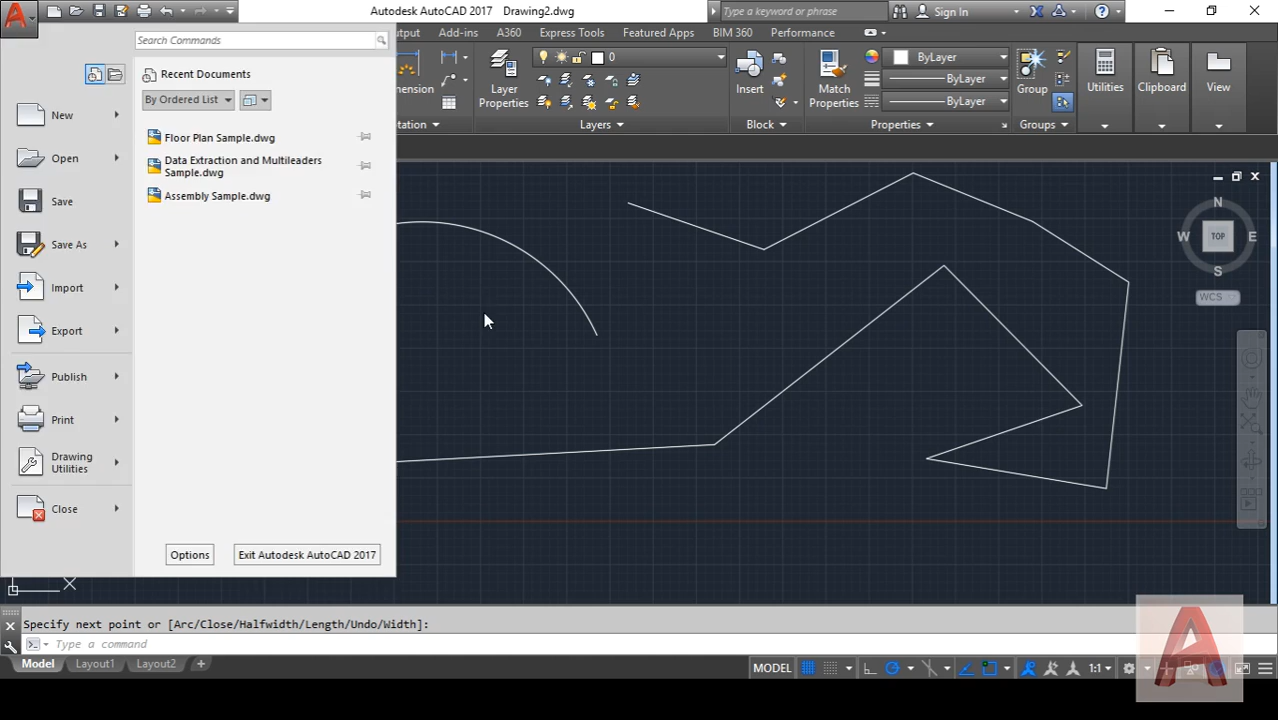 Autodesk AutoCAD 2017 Drawing2.dwg
Type a keyword or phrase
Sign In
Search Commands
Output Add-ins A360 Express Tools Featured Apps BIM 360 Performance
Recent Documents
By Ordered List
Floor Plan Sample.dwg
Data Extraction and Multileaders
Sample.dwg
Assembly Sample.dwg
New
Open
Save
Save As
Import
Export
Publish
Print
Drawing
Utilities
Close
Options
Exit Autodesk AutoCAD 2017
mension
Layer
Properties
0
Insert
Match
Properties
ByLayer
ByLayer
ByLayer
Group
Utilities
Clipboard
View
tation
Layers
Block
Properties
Groups
N
W
TOP
E
S
WCS
X
Specify next point or [Arc/Close/Halfwidth/Length/Undo/Width]:
Type a command
Model Layout1 Layout2 +
MODEL
1:1